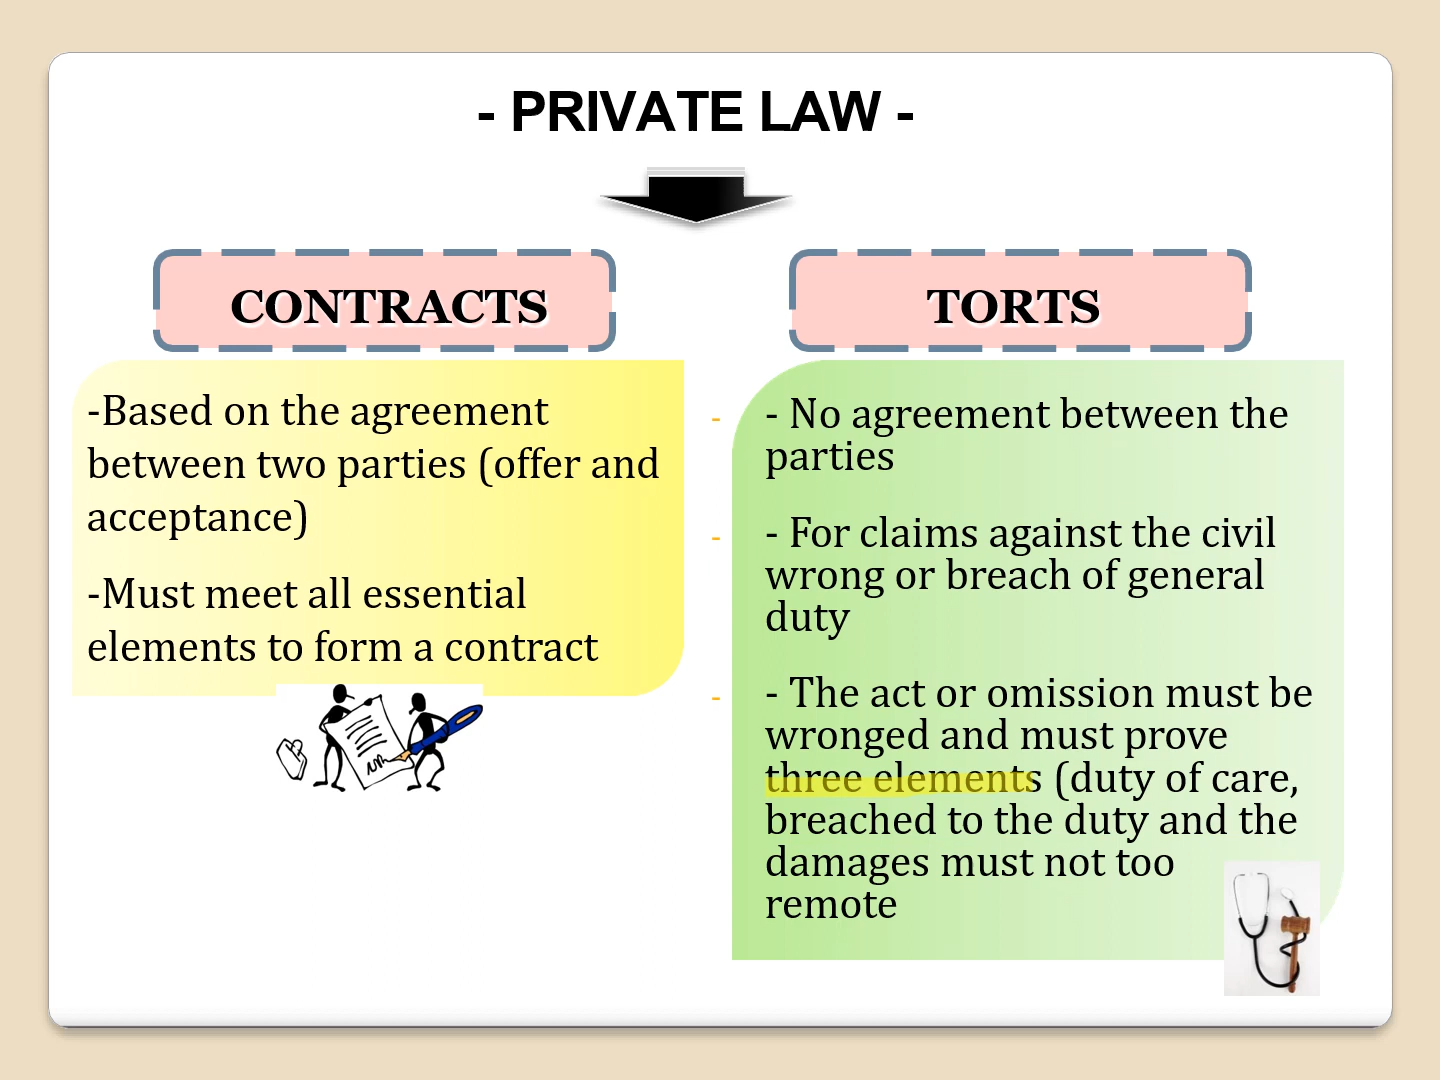 - PRIVATE LAW -
CONTRACTS
-Based on the agreement
between two parties (offer and
acceptance)
-Must meet all essential
elements to form a contract
TORTS
- - No agreement between the
parties
- - For claims against the civil
wrong or breach of general
duty
- - The act or omission must be
wronged and must prove
three elements (duty of care,
breached to the duty and the
damages must not too
remote